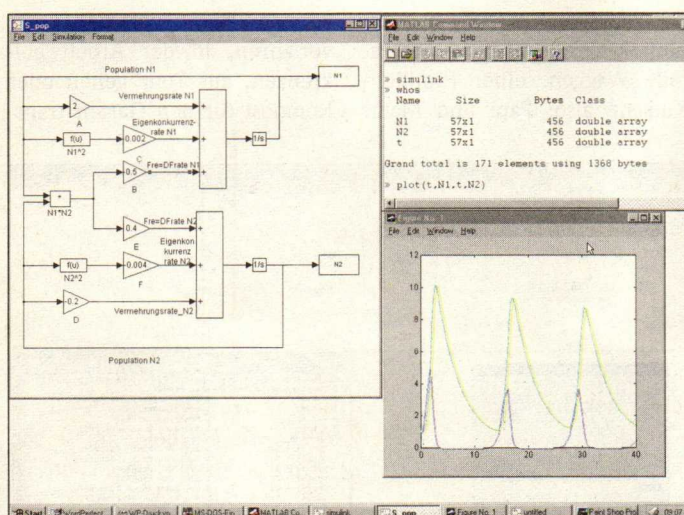 S_pop
File Edit Simulation Format
Population N1
N1
Vermehrungsrate N1
2
A
Eigenkonkurrenz-
rate N1
f(u)
N1^2
0.002
C
1/s
0.5
Fre=DFrate N1
B
N1*N2
0.4
Fre=DFrate N2
E
Eigenkon
kurrenz
rate N2
f(u)
N2^2
-0.004
F
1/s
N2
-0.2
D
Vermehrungsrate_N2
Population N2
MATLAB Command Window
File Edit Window Help
» simulink
» whos
Name Size Bytes Class
N1 57x1 456 double array
N2 57x1 456 double array
t 57x1 456 double array
Grand total is 171 elements using 1368 bytes
» plot(t,N1,t,N2)
Figure No. 1
File Edit Window Help
12
10
8
6
4
2
0
0 10 20 30 40
Start WordPerfect MS-DOS-Ein MATLAB Co simulink S_pop Figure No. 1 untitled Paint Shop Pro 09:07